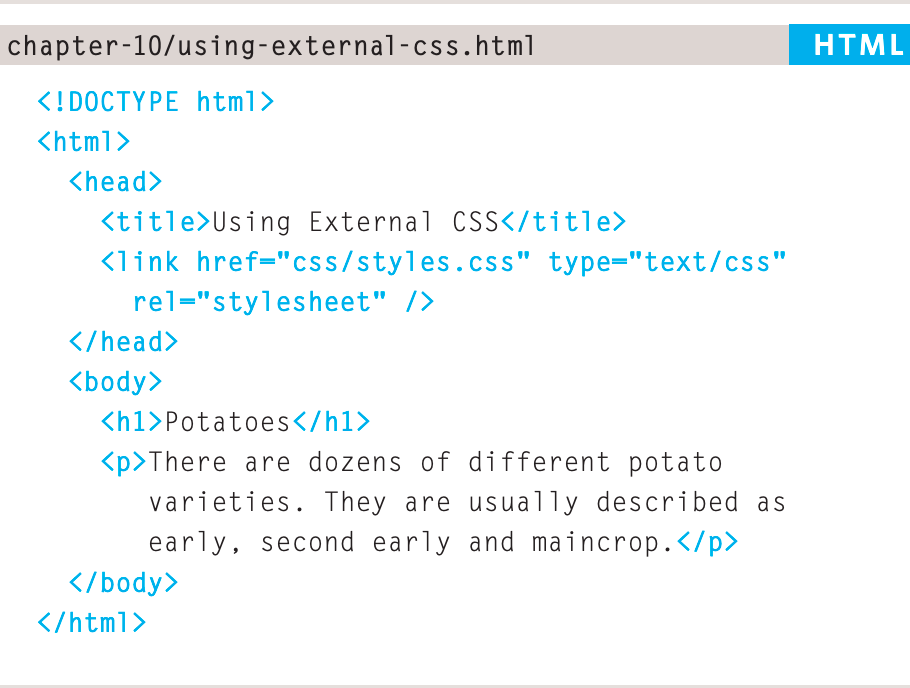 chapter-10/using-external-css.html HTML
<!DOCTYPE html>
<html>
<head>
<title>Using External CSS</title>
<link href="css/styles.css" type="text/css"
rel="stylesheet" />
</head>
<body>
<h1>Potatoes</h1>
<p>There are dozens of different potato
varieties. They are usually described as
early, second early and maincrop.</p>
</body>
</html>